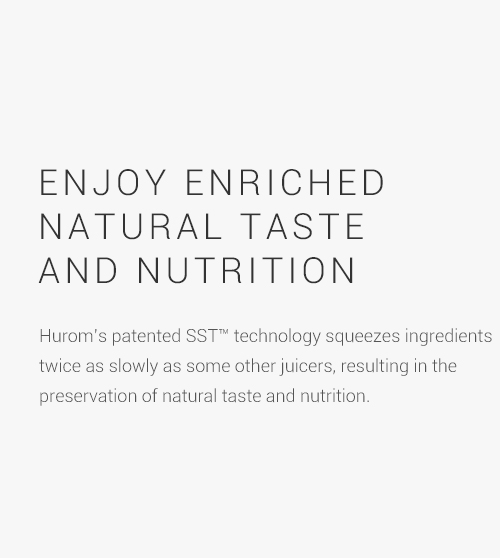 ENJOY ENRICHED
NATURAL TASTE
AND NUTRITION
Hurom's patented SST™ technology squeezes ingredients
twice as slowly as some other juicers, resulting in the
preservation of natural taste and nutrition.